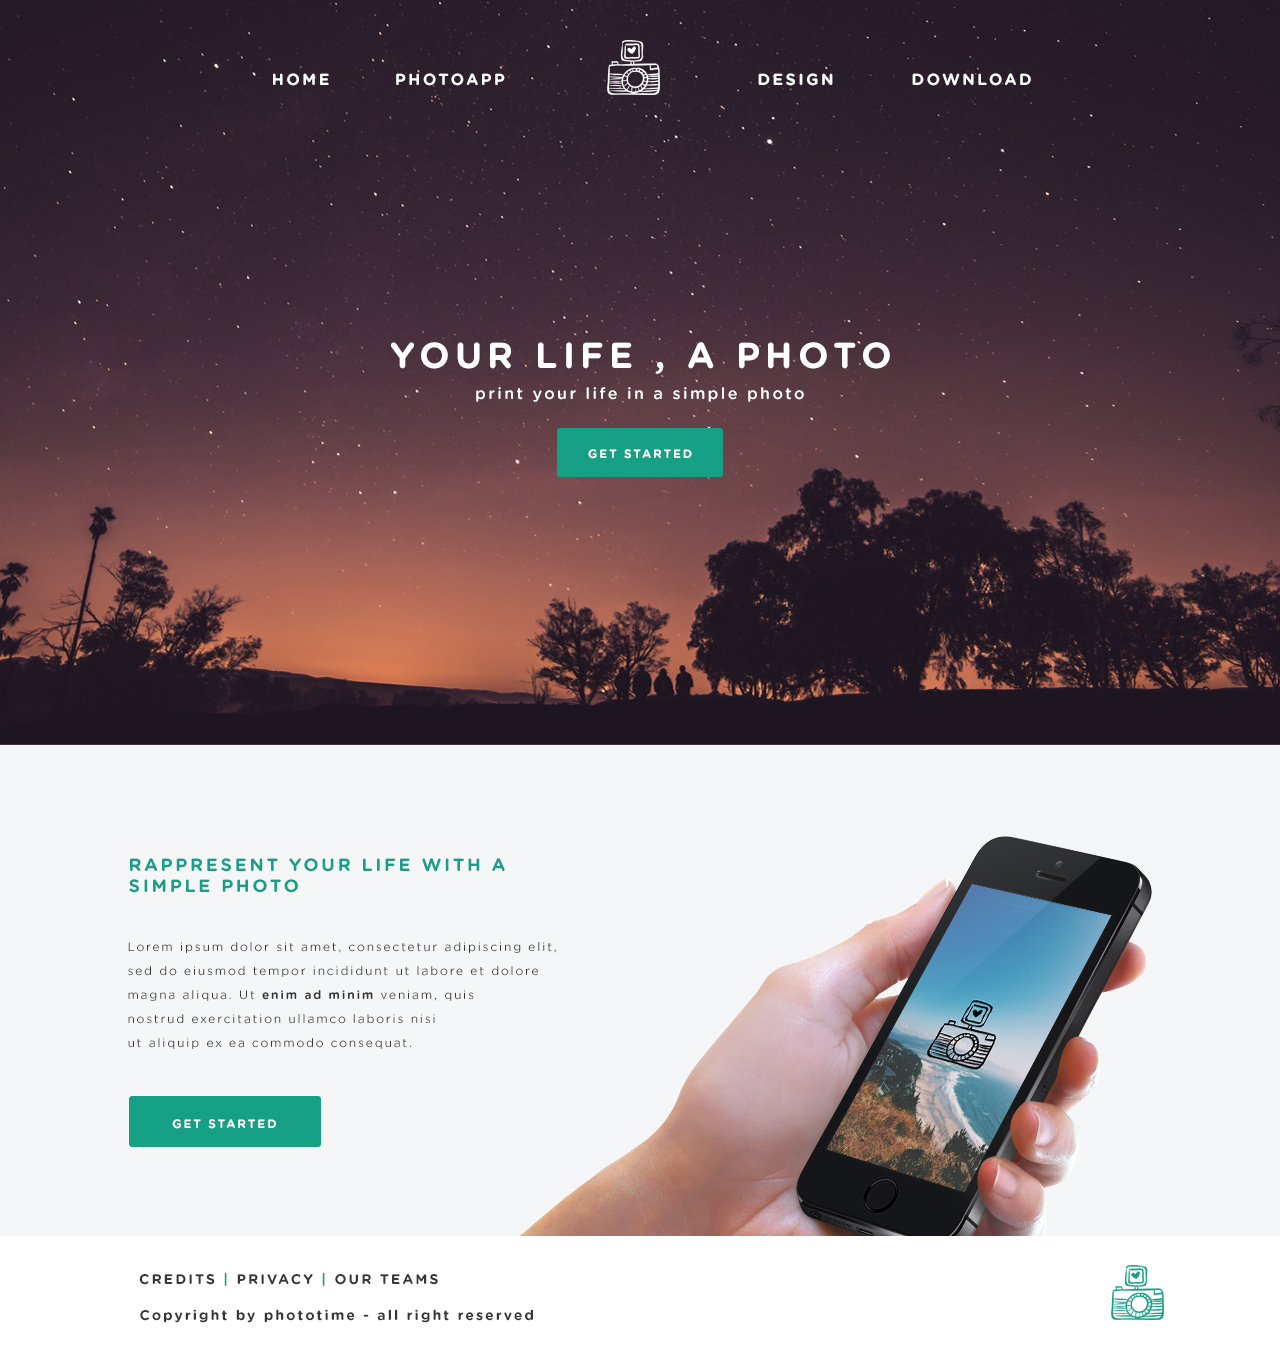 HOME PHOTOAPP DESIGN DOWNLOAD
YOUR LIFE , A PHOTO
print your life in a simple photo
GET STARTED
RAPPRESENT YOUR LIFE WITH A
SIMPLE PHOTO
Lorem ipsum dolor sit amet, consectetur adipiscing elit,
sed do eiusmod tempor incididunt ut labore et dolore
magna aliqua. Ut enim ad minim veniam, quis
nostrud exercitation ullamco laboris nisi
ut aliquip ex ea commodo consequat.
GET STARTED
CREDITS | PRIVACY | OUR TEAMS
Copyright by phototime - all right reserved